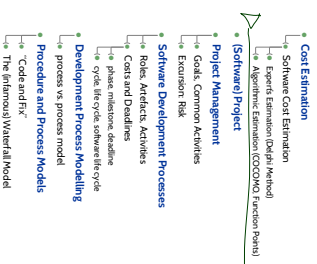 Cost Estimation
Software Cost Estimation
Experts Estimation (Delphi Method)
Algorithmic Estimation (COCOMO, Function Points)
(Software) Project
Project Management
Goals, Common Activities
Excursion: Risk
Software Development Processes
Roles, Artefacts, Activities
Costs and Deadlines
phase, milestone, deadline
cycle, life cycle, software life cycle
Development Process Modelling
process vs. process model
Procedure and Process Models
"Code and Fix"
The (infamous) Waterfall Model